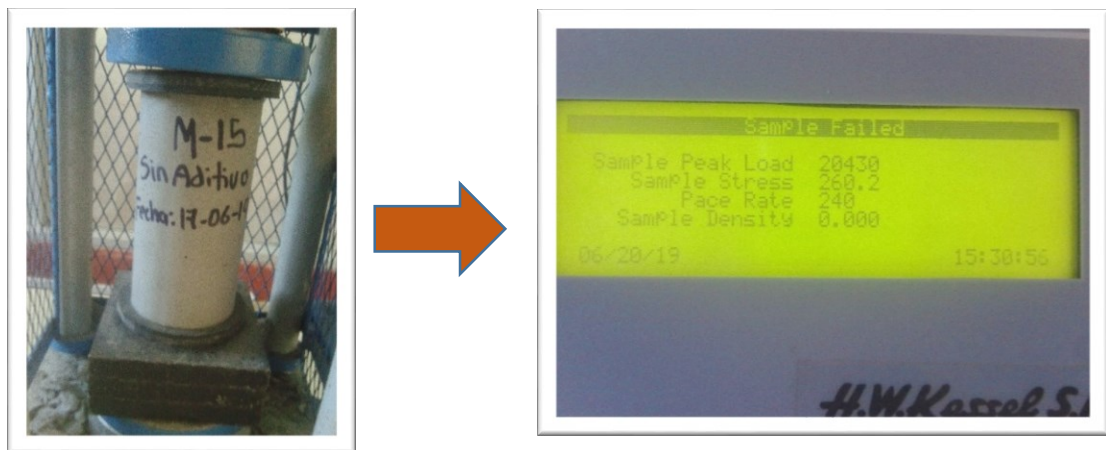 M-15
Sin Aditivo
Fecha: 17-06-19
Sample Failed
Sample Peak Load 20430
Sample Stress 260.2
Pace Rate 240
Sample Density 0.000
06/20/19 15:30:56
H.W.Kessel S.